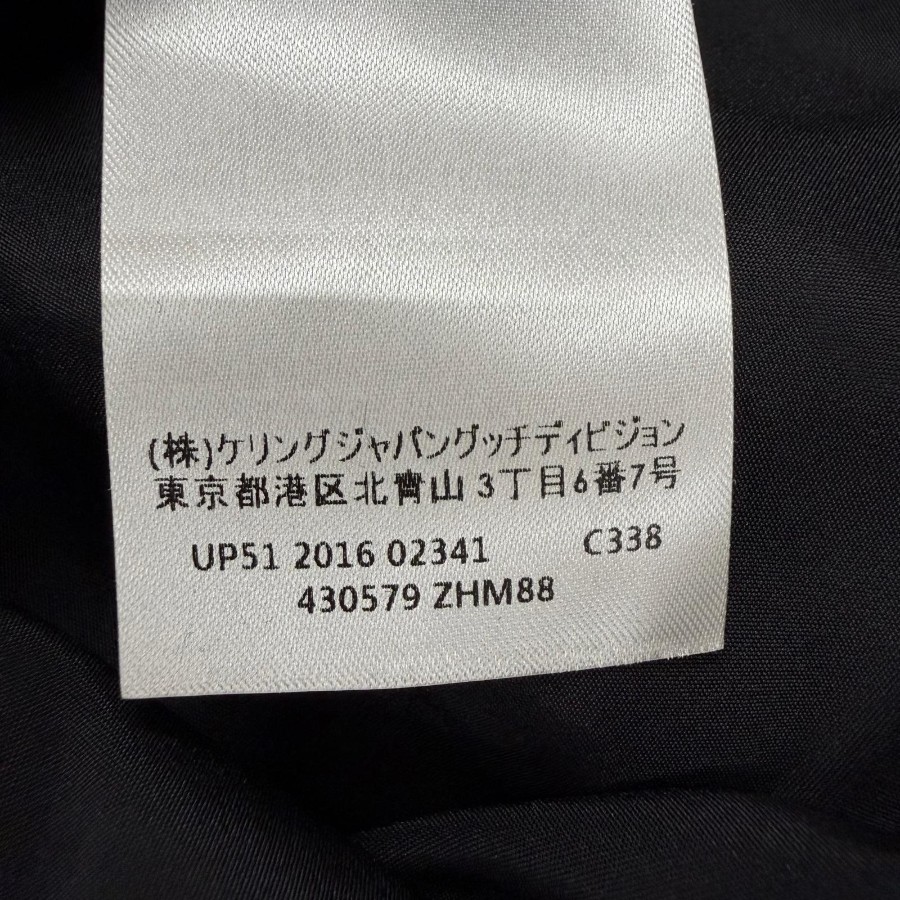 (株)ケリングジャパングッチディビジョン
東京都港区北青山 3丁目6番7号
UP51 2016 02341 C338
430579 ZHM88